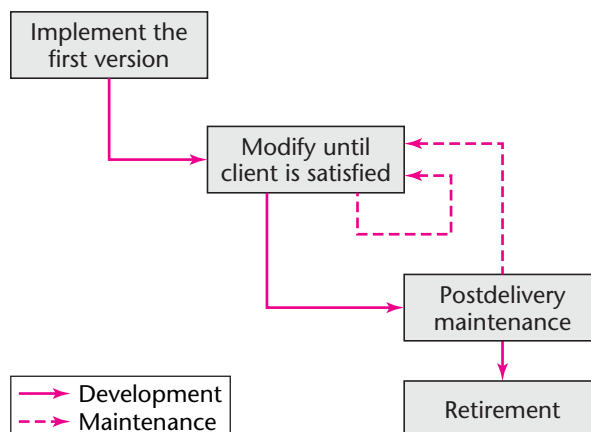 Implement the
first version
Modify until
client is satisfied
Postdelivery
maintenance
Development
Maintenance
Retirement